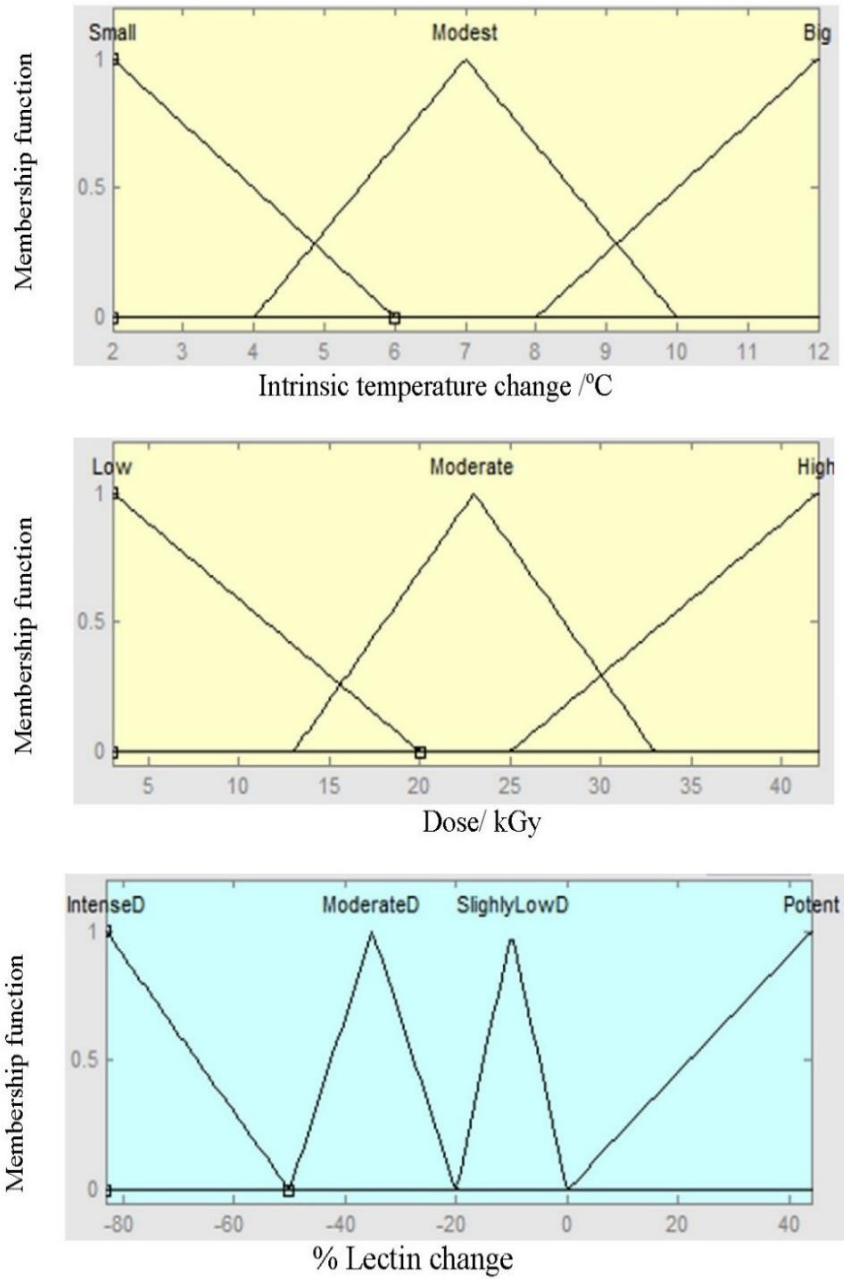 Small Modest Big
Membership function
1
0.5
0
2 3 4 5 6 7 8 9 10 11 12
Intrinsic temperature change /ºC
Low Moderate High
Membership function
1
0.5
0
5 10 15 20 25 30 35 40
Dose/ kGy
IntenseD ModerateD SlighlyLowD Potent
Membership function
1
0.5
0
-80 -60 -40 -20 0 20 40
% Lectin change